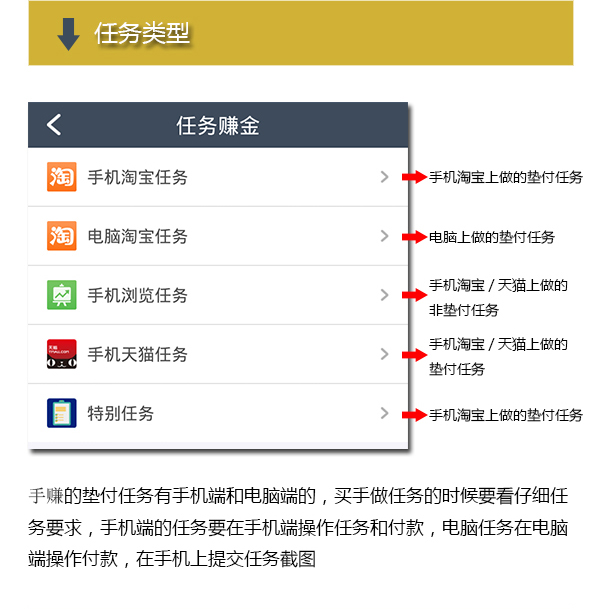 任务类型
任务赚金
淘 手机淘宝任务
手机淘宝上做的垫付任务
淘 电脑淘宝任务
电脑上做的垫付任务
手机浏览任务
手机淘宝 / 天猫上做的
非垫付任务
天猫
TMALL.COM
手机天猫任务
手机淘宝 / 天猫上做的
垫付任务
特别任务
手机淘宝上做的垫付任务
手赚的垫付任务有手机端和电脑端的，买手做任务的时候要看仔细任
务要求，手机端的任务要在手机端操作任务和付款，电脑任务在电脑
端操作付款，在手机上提交任务截图